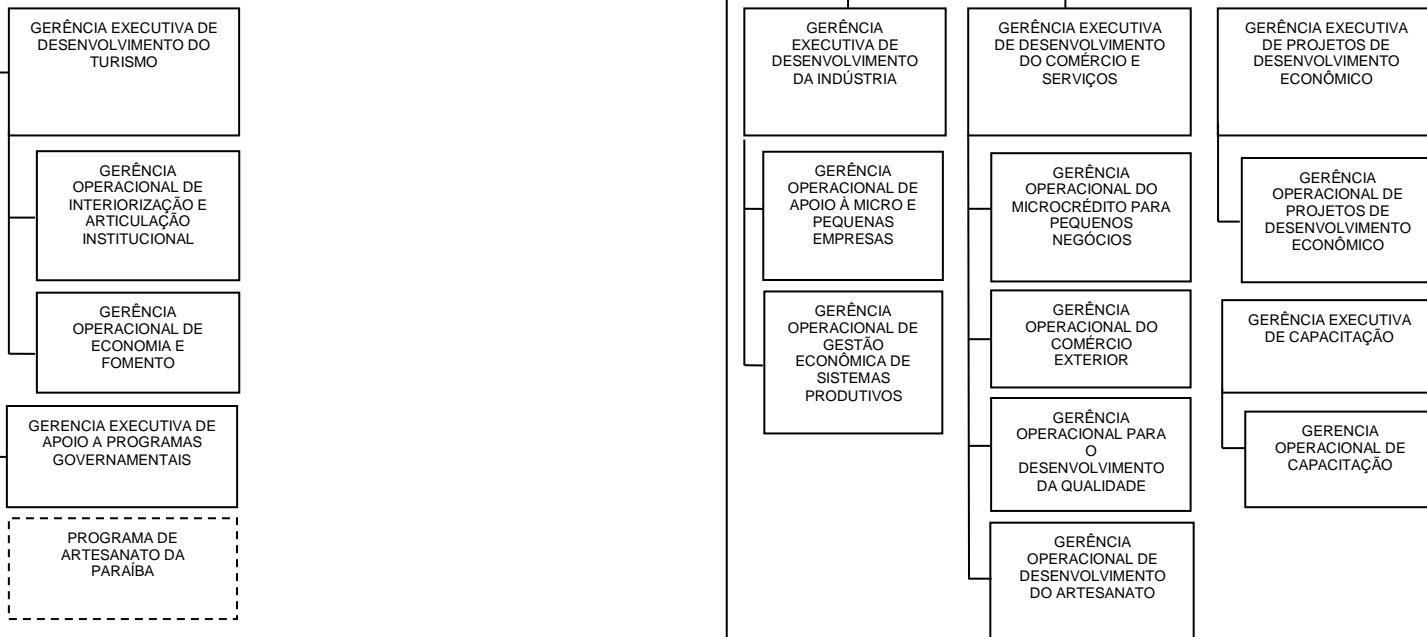 GERÊNCIA EXECUTIVA DE
DESENVOLVIMENTO DO
TURISMO
GERÊNCIA
OPERACIONAL DE
INTERIORIZAÇÃO E
ARTICULAÇÃO
INSTITUCIONAL
GERÊNCIA
OPERACIONAL DE
ECONOMIA E
FOMENTO
GERENCIA EXECUTIVA DE
APOIO A PROGRAMAS
GOVERNAMENTAIS
PROGRAMA DE
ARTESANATO DA
PARAÍBA
GERÊNCIA
EXECUTIVA DE
DESENVOLVIMENTO
DA INDÚSTRIA
GERÊNCIA
OPERACIONAL DE
APOIO À MICRO E
PEQUENAS
EMPRESAS
GERÊNCIA
OPERACIONAL DE
GESTÃO
ECONÔMICA DE
SISTEMAS
PRODUTIVOS
GERÊNCIA EXECUTIVA
DE DESENVOLVIMENTO
DO COMÉRCIO E
SERVIÇOS
GERÊNCIA
OPERACIONAL DO
MICROCRÉDITO PARA
PEQUENOS
NEGÓCIOS
GERÊNCIA
OPERACIONAL DO
COMÉRCIO
EXTERIOR
GERÊNCIA
OPERACIONAL PARA
O
DESENVOLVIMENTO
DA QUALIDADE
GERÊNCIA
OPERACIONAL DE
DESENVOLVIMENTO
DO ARTESANATO
GERÊNCIA EXECUTIVA
DE PROJETOS DE
DESENVOLVIMENTO
ECONÔMICO
GERÊNCIA
OPERACIONAL DE
PROJETOS DE
DESENVOLVIMENTO
ECONÔMICO
GERÊNCIA EXECUTIVA
DE CAPACITAÇÃO
GERENCIA
OPERACIONAL DE
CAPACITAÇÃO